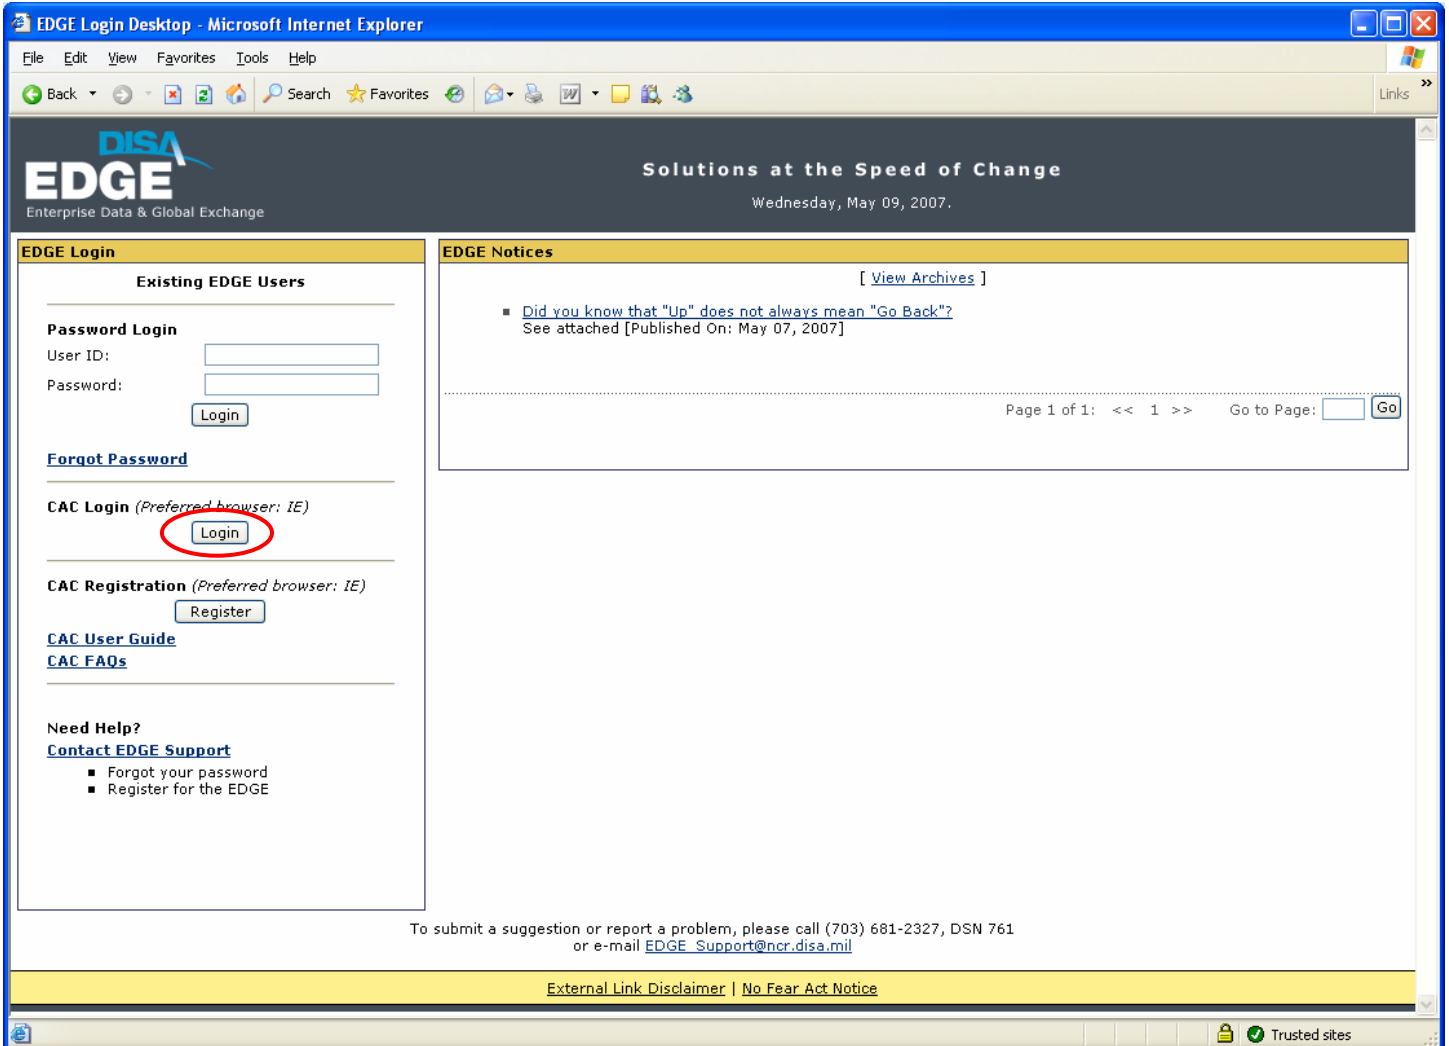 EDGE Login Desktop - Microsoft Internet Explorer
File Edit View Favorites Tools Help
Back Search Favorites Links »
DISA
EDGE
Enterprise Data & Global Exchange
Solutions at the Speed of Change
Wednesday, May 09, 2007.
EDGE Login
Existing EDGE Users
Password Login
User ID:
Password:
Login
Forgot Password
CAC Login (Preferred browser: IE)
Login
CAC Registration (Preferred browser: IE)
Register
CAC User Guide
CAC FAQs
Need Help?
Contact EDGE Support
Forgot your password
Register for the EDGE
EDGE Notices
[ View Archives ]
Did you know that "Up" does not always mean "Go Back"?
See attached [Published On: May 07, 2007]
Page 1 of 1: << 1 >> Go to Page: Go
To submit a suggestion or report a problem, please call (703) 681-2327, DSN 761
or e-mail EDGE_Support@ncr.disa.mil
External Link Disclaimer | No Fear Act Notice
Trusted sites